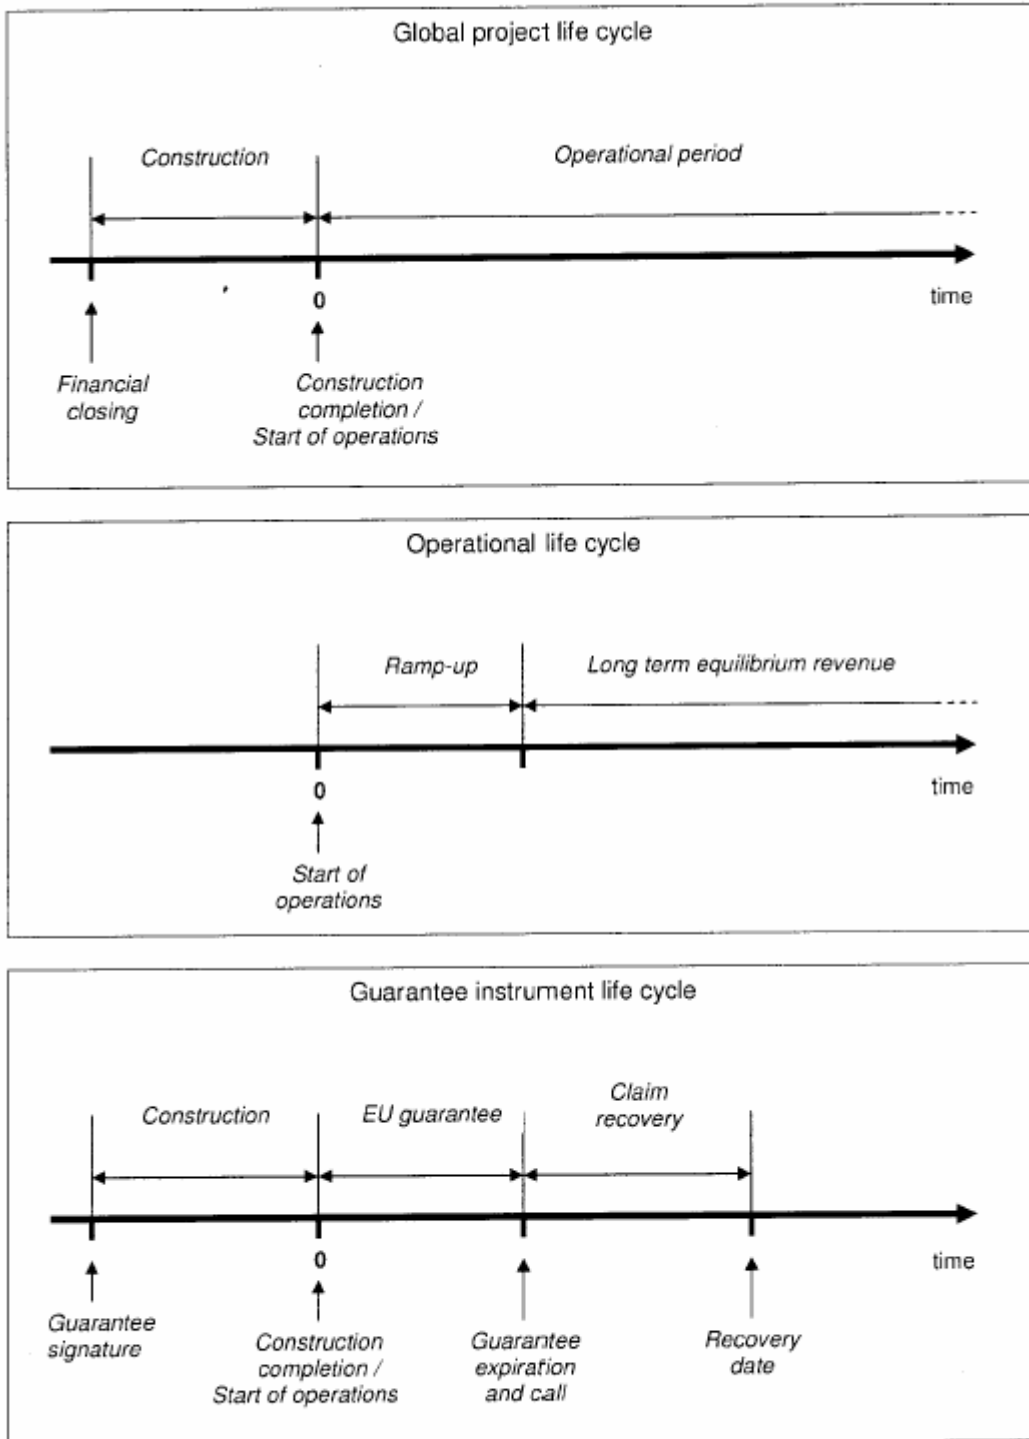 Global project life cycle
Construction
Operational period
0
time
Financial
closing
Construction
completion /
Start of operations
Operational life cycle
Ramp-up
Long term equilibrium revenue
0
time
Start of
operations
Guarantee instrument life cycle
Construction
EU guarantee
Claim
recovery
0
time
Guarantee
signature
Construction
completion /
Start of operations
Guarantee
expiration
and call
Recovery
date